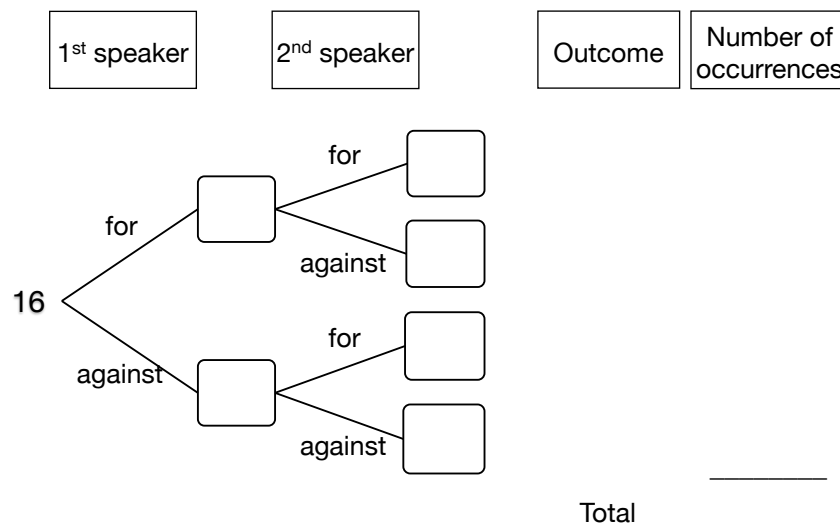 1st speaker
2nd speaker
Outcome
Number of
occurrences
for
for
against
16
for
against
against
Total